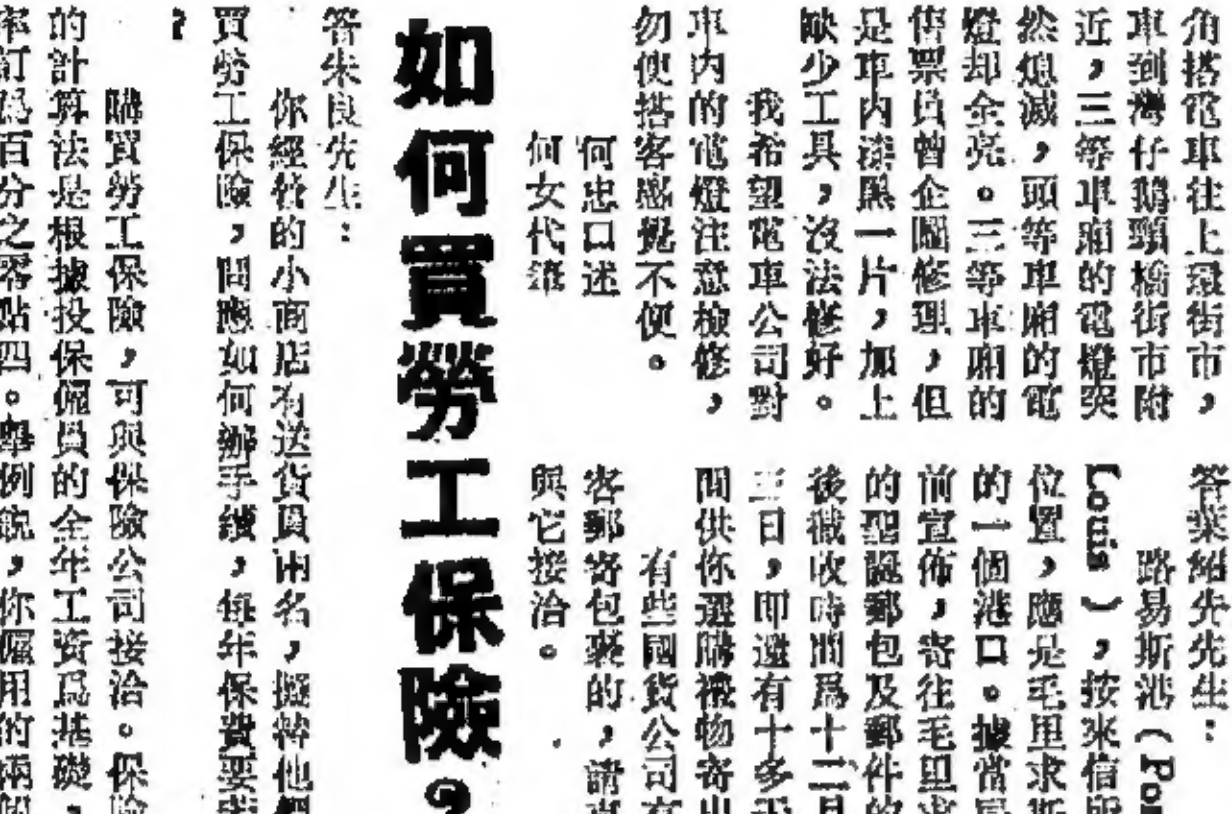 角搭電車往上環街市，
車到灣仔鵝頸橋街市附
近，三等車廂的電燈突
然熄滅，頭等車廂的電
燈却全亮。三等車廂的
售票員曾企圖修理，但
是車內漆黑一片，加上
缺少工具，沒法修好。
我希望電車公司對
車內的電燈注意檢修，
勿使搭客感覺不便。
何忠口述
何女代筆
答葉紹先先生：
路易斯港（Por
Louis），按來信所
位置，應是毛里求斯
的一個港口。據當局
前宣佈，寄往毛里求
的聖誕郵包及郵件的
後截收時間爲十二月
日，即還有十多天
間供你選購禮物寄出
有些國貨公司有
客郵寄包裹的，請直
與它接洽。
如何買勞工保險？
答朱良先生：
你經營的小商店有送貨員兩名，擬替他們
買勞工保險，問應如何辦手續，每年保費要若
？
購買勞工保險，可與保險公司接洽。保險
的計算法是根據投保僱員的全年工資爲基礎，
率訂爲百分之零點四。舉例說，你僱用的兩個